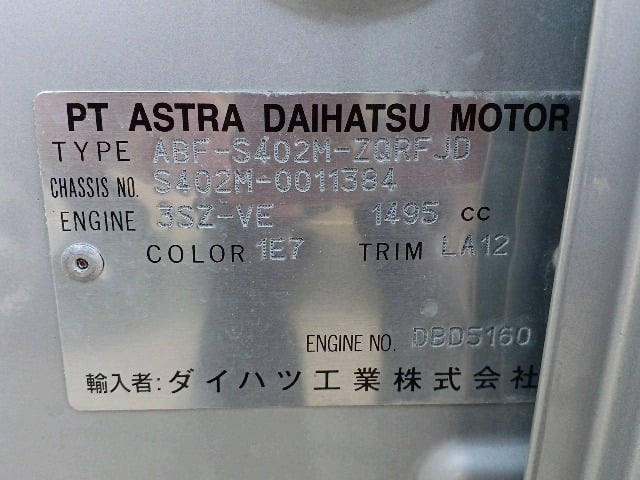 PT ASTRA DAIHATSU MOTOR
TYPE ABF-S402M-ZQRFJD
CHASSIS NO. S402M-0011384
ENGINE 3SZ-VE 1495 cc
COLOR 1E7 TRIM LA12
ENGINE NO. DBD5160
輸入者:ダイハツ工業株式会社